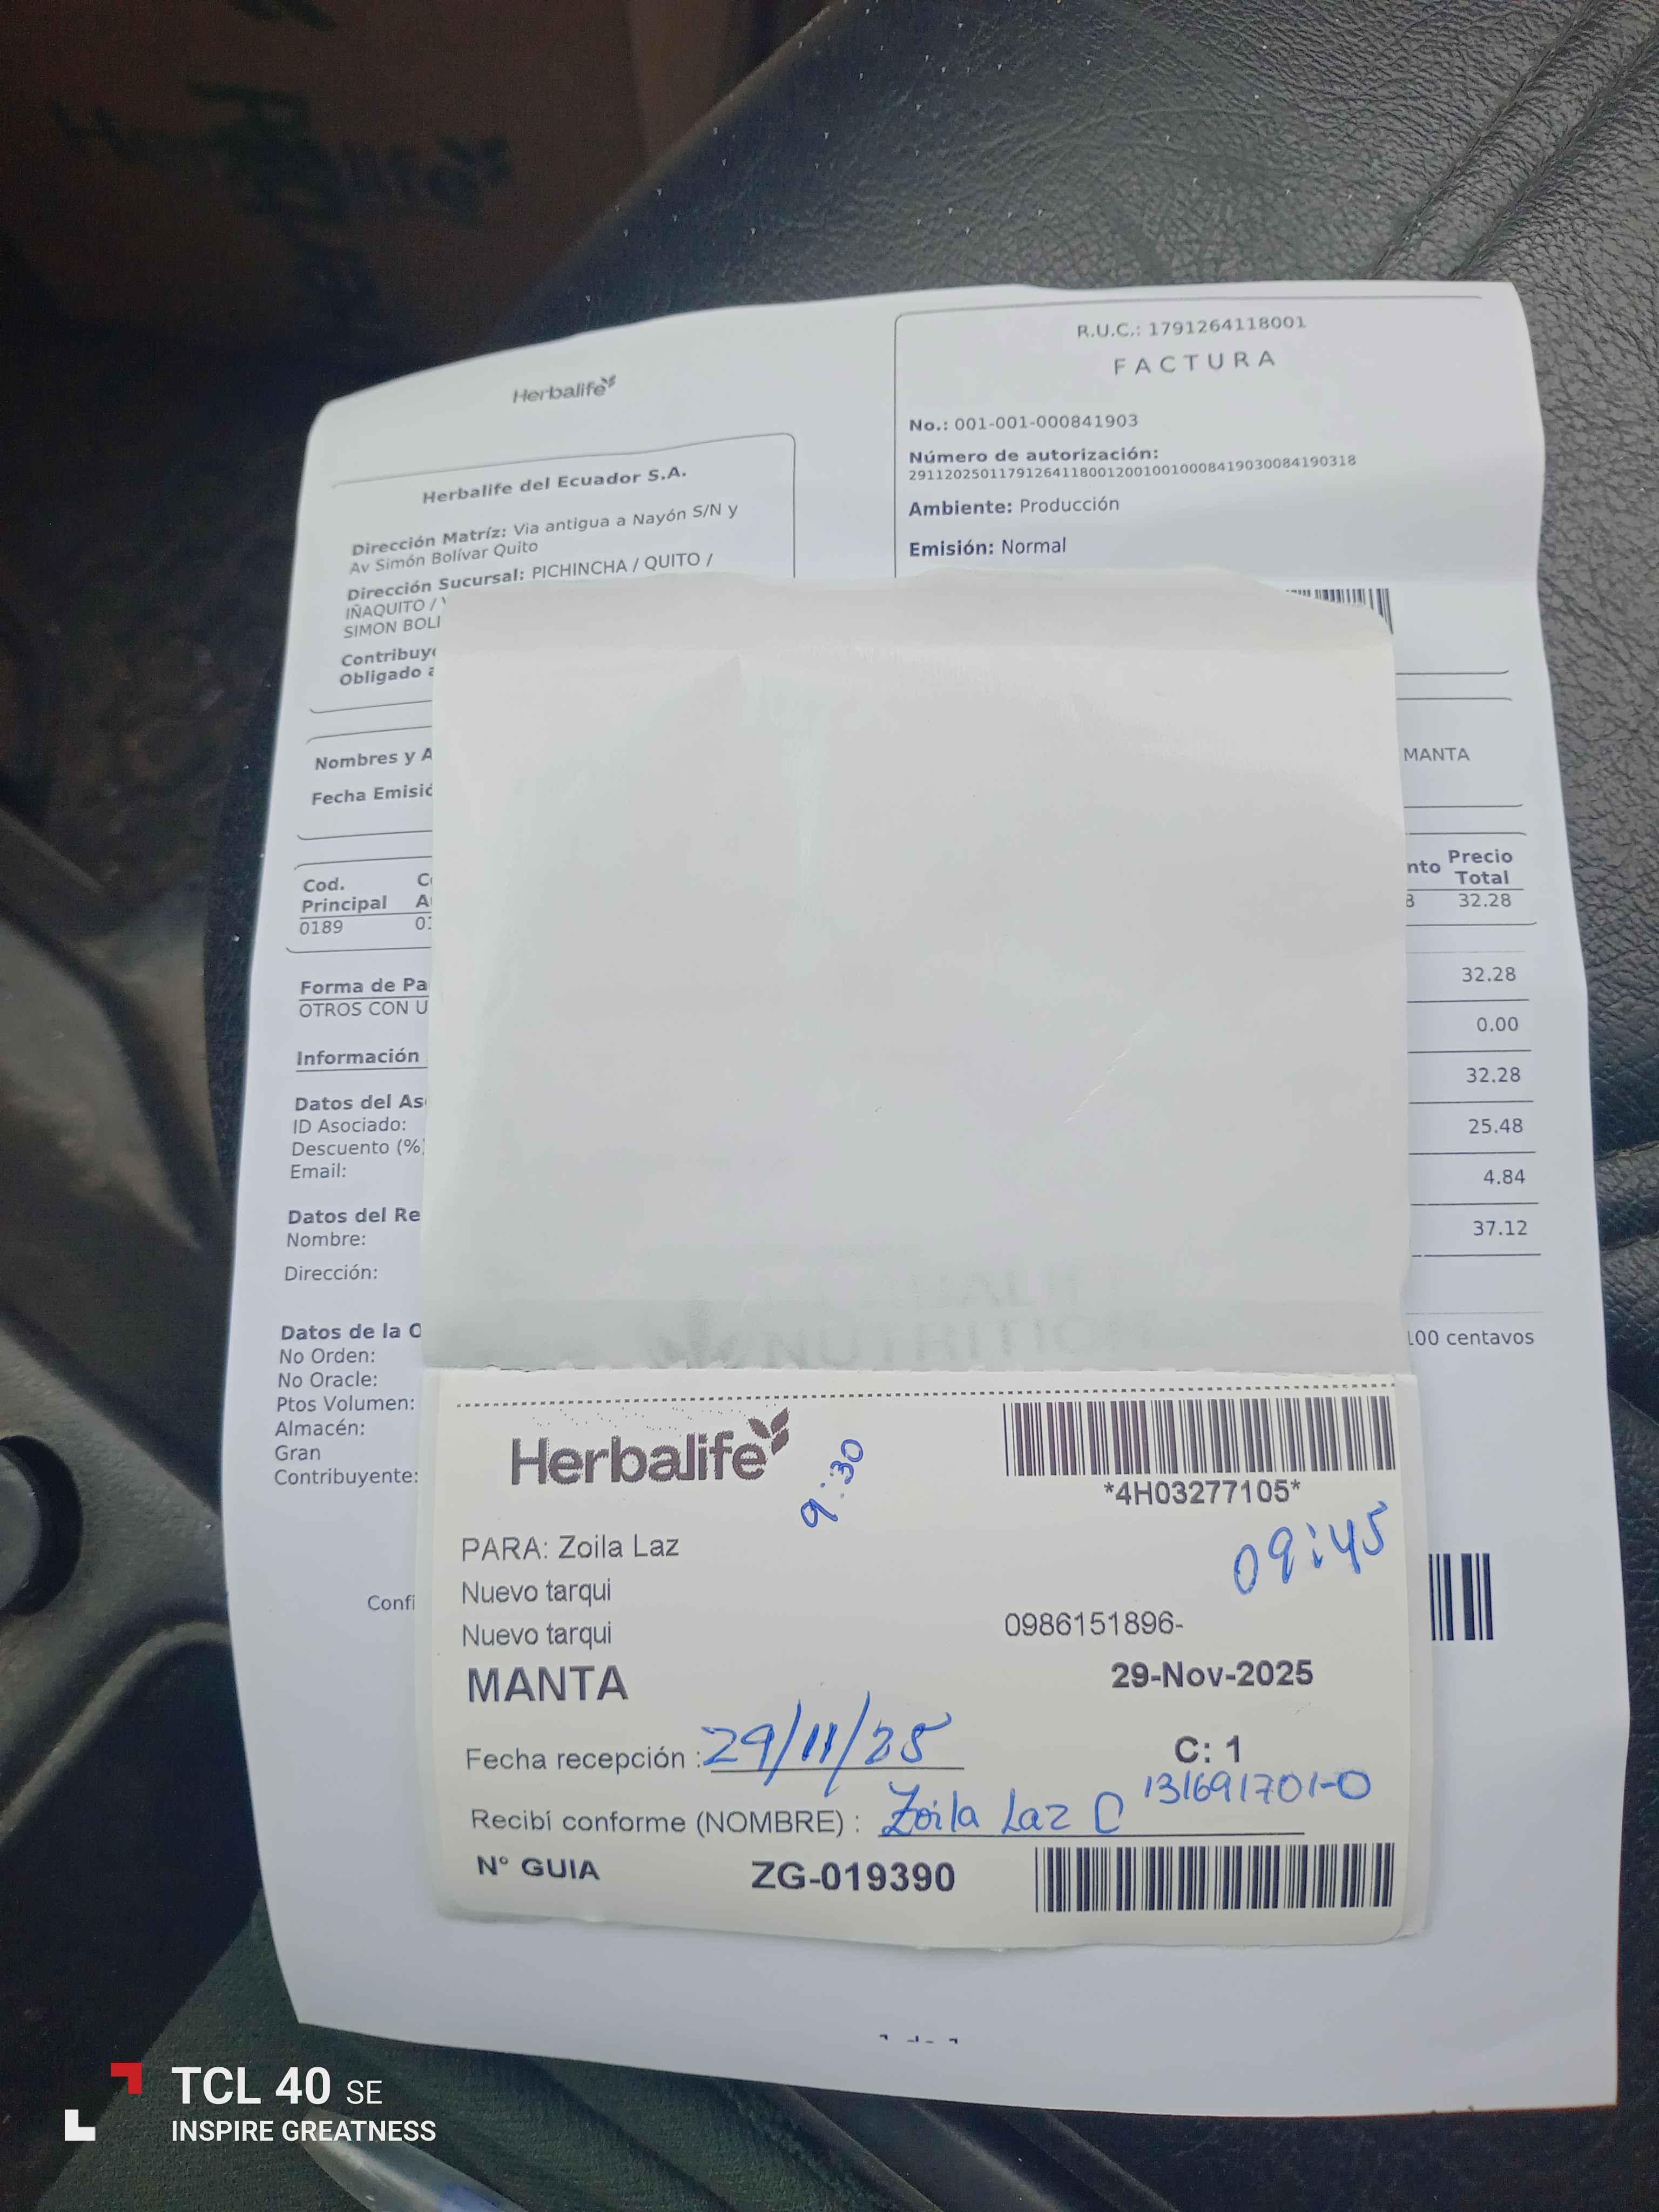 Herbalife
R.U.C.: 1791264118001
FACTURA
No.: 001-001-000841903
Número de autorización:
2911202501179126411800120010010008419030084190318
Ambiente: Producción
Emisión: Normal
Herbalife del Ecuador S.A.
Dirección Matríz: Via antigua a Nayón S/N y
Av Simón Bolívar Quito
Dirección Sucursal: PICHINCHA / QUITO /
IÑAQUITO /
SIMON BOLI
Contribuy
Obligado a
Nombres y A
MANTA
Fecha Emisió
Cod.
Principal
0189
nto
Precio
Total
32.28
Forma de Pa
OTROS CON U
Información
Datos del As
ID Asociado:
Descuento (%
Email:
Datos del Re
Nombre:
Dirección:
32.28
0.00
32.28
25.48
4.84
37.12
100 centavos
Datos de la O
No Orden:
No Oracle:
Ptos Volumen:
Almacén:
Gran
Contribuyente:
Confi
NUTRITION
Herbalife
9:30
*4H03277105*
09:45
PARA: Zoila Laz
Nuevo tarqui
Nuevo tarqui
0986151896-
MANTA
29-Nov-2025
Fecha recepción : 29/11/25
C: 1
131691701-0
Recibí conforme (NOMBRE) : Zoila Laz C
N° GUIA ZG-019390
TCL 40 SE
INSPIRE GREATNESS